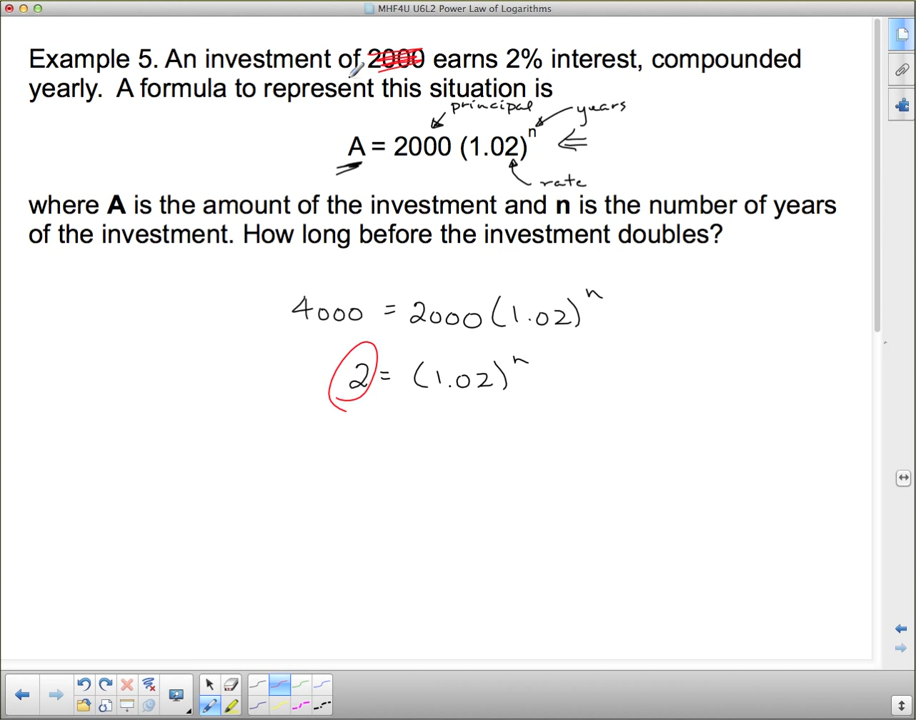 MHF4U U6L2 Power Law of Logarithms
Example 5. An investment of 2000 earns 2% interest, compounded
yearly. A formula to represent this situation is
principal
years
A = 2000 (1.02)^n
rate
where A is the amount of the investment and n is the number of years
of the investment. How long before the investment doubles?
4000 = 2000(1.02)^n
2 = (1.02)^n